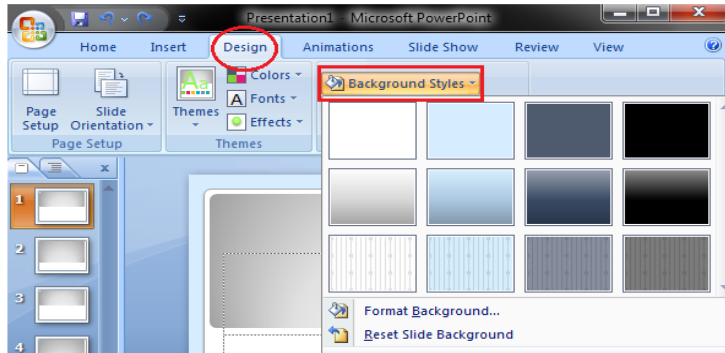 Presentation1 - Microsoft PowerPoint
Home Insert Design Animations Slide Show Review View
Page Setup
Slide Orientation
Themes
Colors
Fonts
Effects
Background Styles
Page Setup
Themes
1
2
3
4
Format Background...
Reset Slide Background